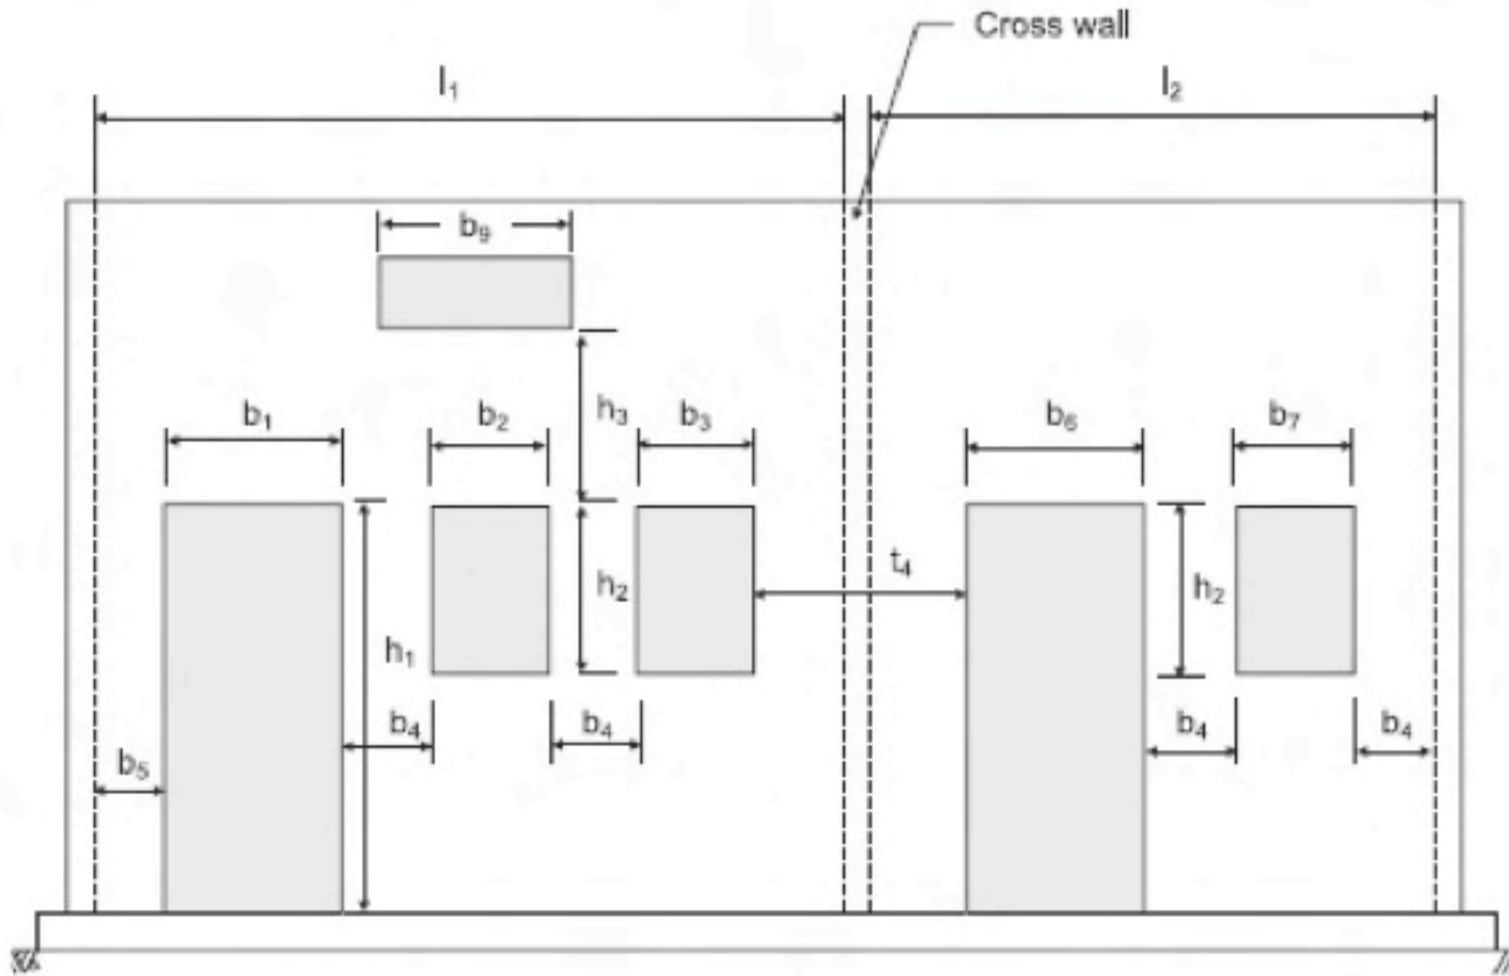 Cross wall
l₁
l₂
b₉
b₁
b₂
h₃
b₃
b₆
b₇
h₁
h₂
t₄
h₂
b₅
b₄
b₄
b₄
b₄